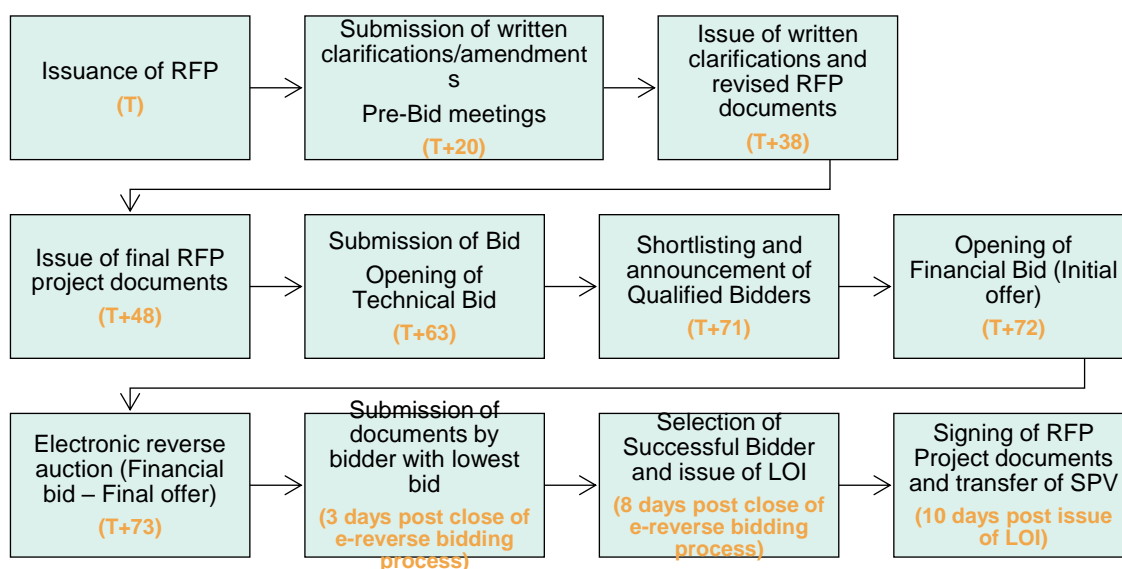 Issuance of RFP
(T)
Submission of written
clarifications/amendment
s
Pre-Bid meetings
(T+20)
Issue of written
clarifications and
revised RFP
documents
(T+38)
Issue of final RFP
project documents
(T+48)
Submission of Bid
Opening of
Technical Bid
(T+63)
Shortlisting and
announcement of
Qualified Bidders
(T+71)
Opening of
Financial Bid (Initial
offer)
(T+72)
Electronic reverse
auction (Financial
bid – Final offer)
(T+73)
Submission of
documents by
bidder with lowest
bid
(3 days post close of
e-reverse bidding
process)
Selection of
Successful Bidder
and issue of LOI
(8 days post close of
e-reverse bidding
process)
Signing of RFP
Project documents
and transfer of SPV
(10 days post issue
of LOI)